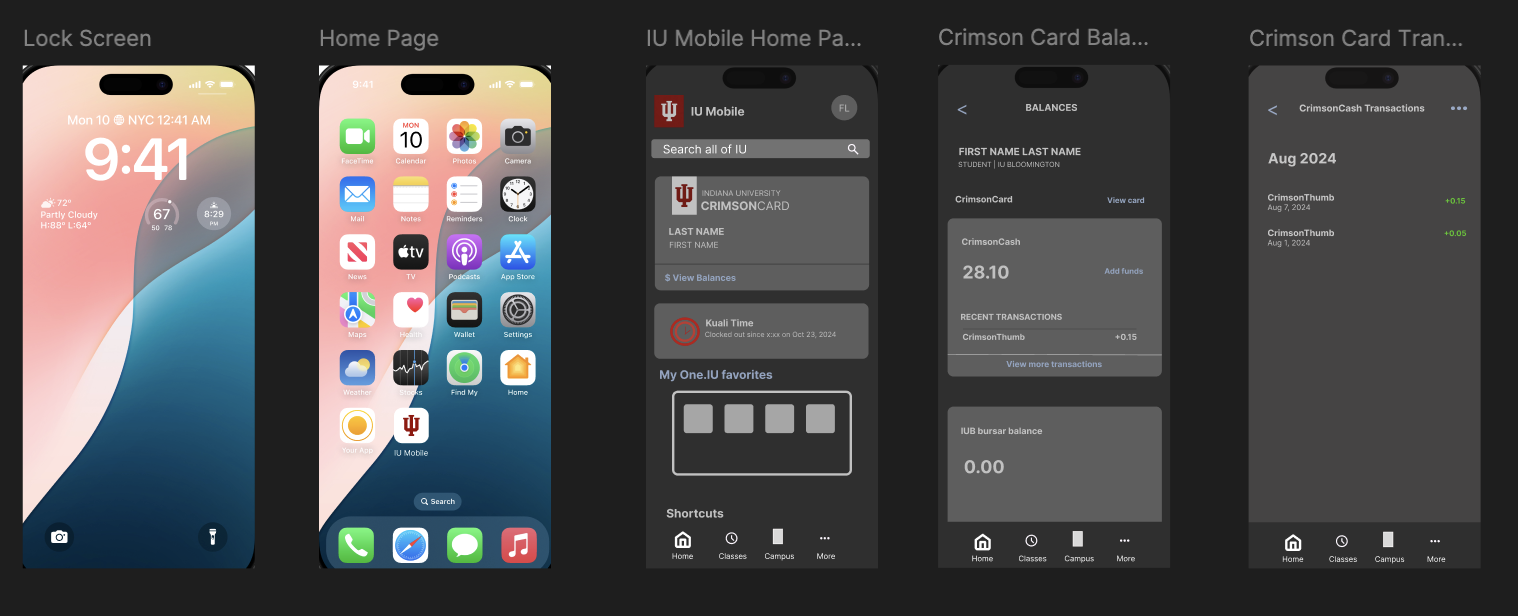 Lock Screen
Mon 10 NYC 12:41 AM
9:41
72°
Partly Cloudy
H:88° L:64°
67
50 78
8:29
PM
Home Page
9:41
FaceTime
MON
10
Calendar
Photos
Camera
Mail
Notes
Reminders
Clock
News
tv
TV
Podcasts
App Store
Maps
Health
Wallet
Settings
Weather
Stocks
Find My
Home
Your App
IU Mobile
Search
IU Mobile Home Pa...
IU Mobile
FL
Search all of IU
INDIANA UNIVERSITY
CRIMSONCARD
LAST NAME
FIRST NAME
$ View Balances
Kuali Time
Clocked out since x:xx on Oct 23, 2024
My One.IU favorites
Shortcuts
Home
Classes
Campus
More
Crimson Card Bala...
< BALANCES
FIRST NAME LAST NAME
STUDENT | IU BLOOMINGTON
CrimsonCard View card
CrimsonCash
28.10 Add funds
RECENT TRANSACTIONS
CrimsonThumb +0.15
View more transactions
IUB bursar balance
0.00
Home
Classes
Campus
More
Crimson Card Tran...
< CrimsonCash Transactions •••
Aug 2024
CrimsonThumb
Aug 7, 2024
+0.15
CrimsonThumb
Aug 1, 2024
+0.05
Home
Classes
Campus
More